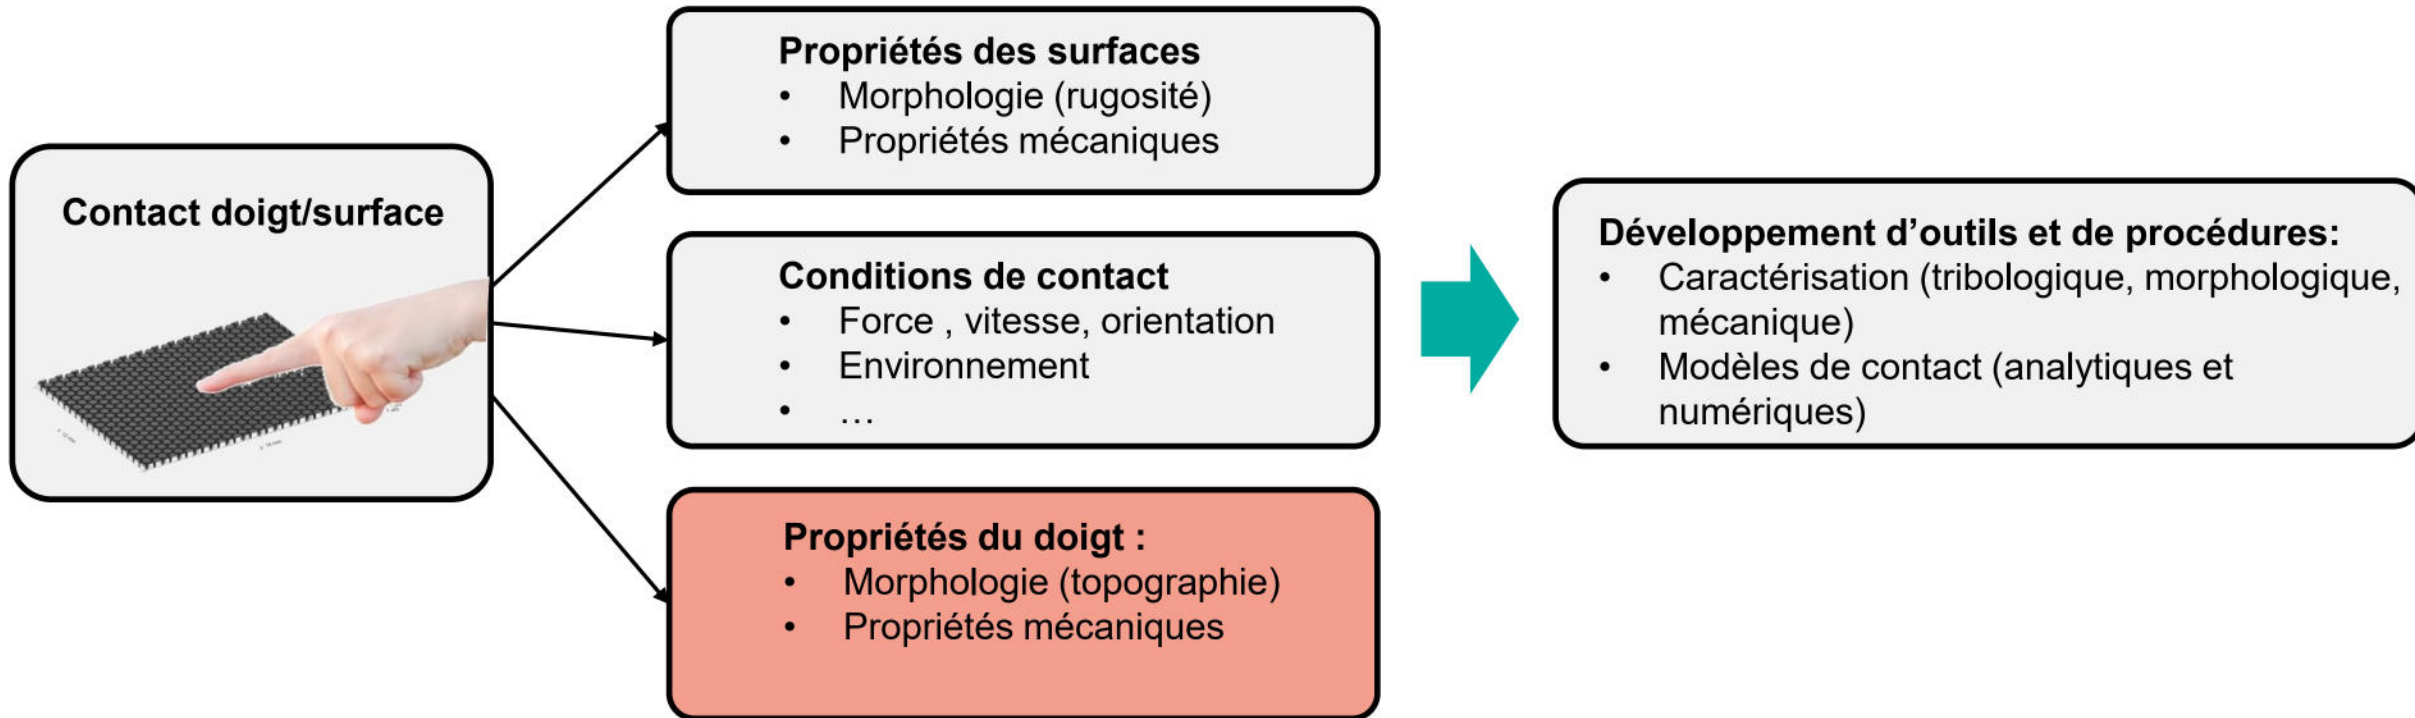 Contact doigt/surface
Propriétés des surfaces
• Morphologie (rugosité)
• Propriétés mécaniques
Conditions de contact
• Force , vitesse, orientation
• Environnement
• …
Propriétés du doigt :
• Morphologie (topographie)
• Propriétés mécaniques
Développement d’outils et de procédures:
• Caractérisation (tribologique, morphologique,
mécanique)
• Modèles de contact (analytiques et
numériques)